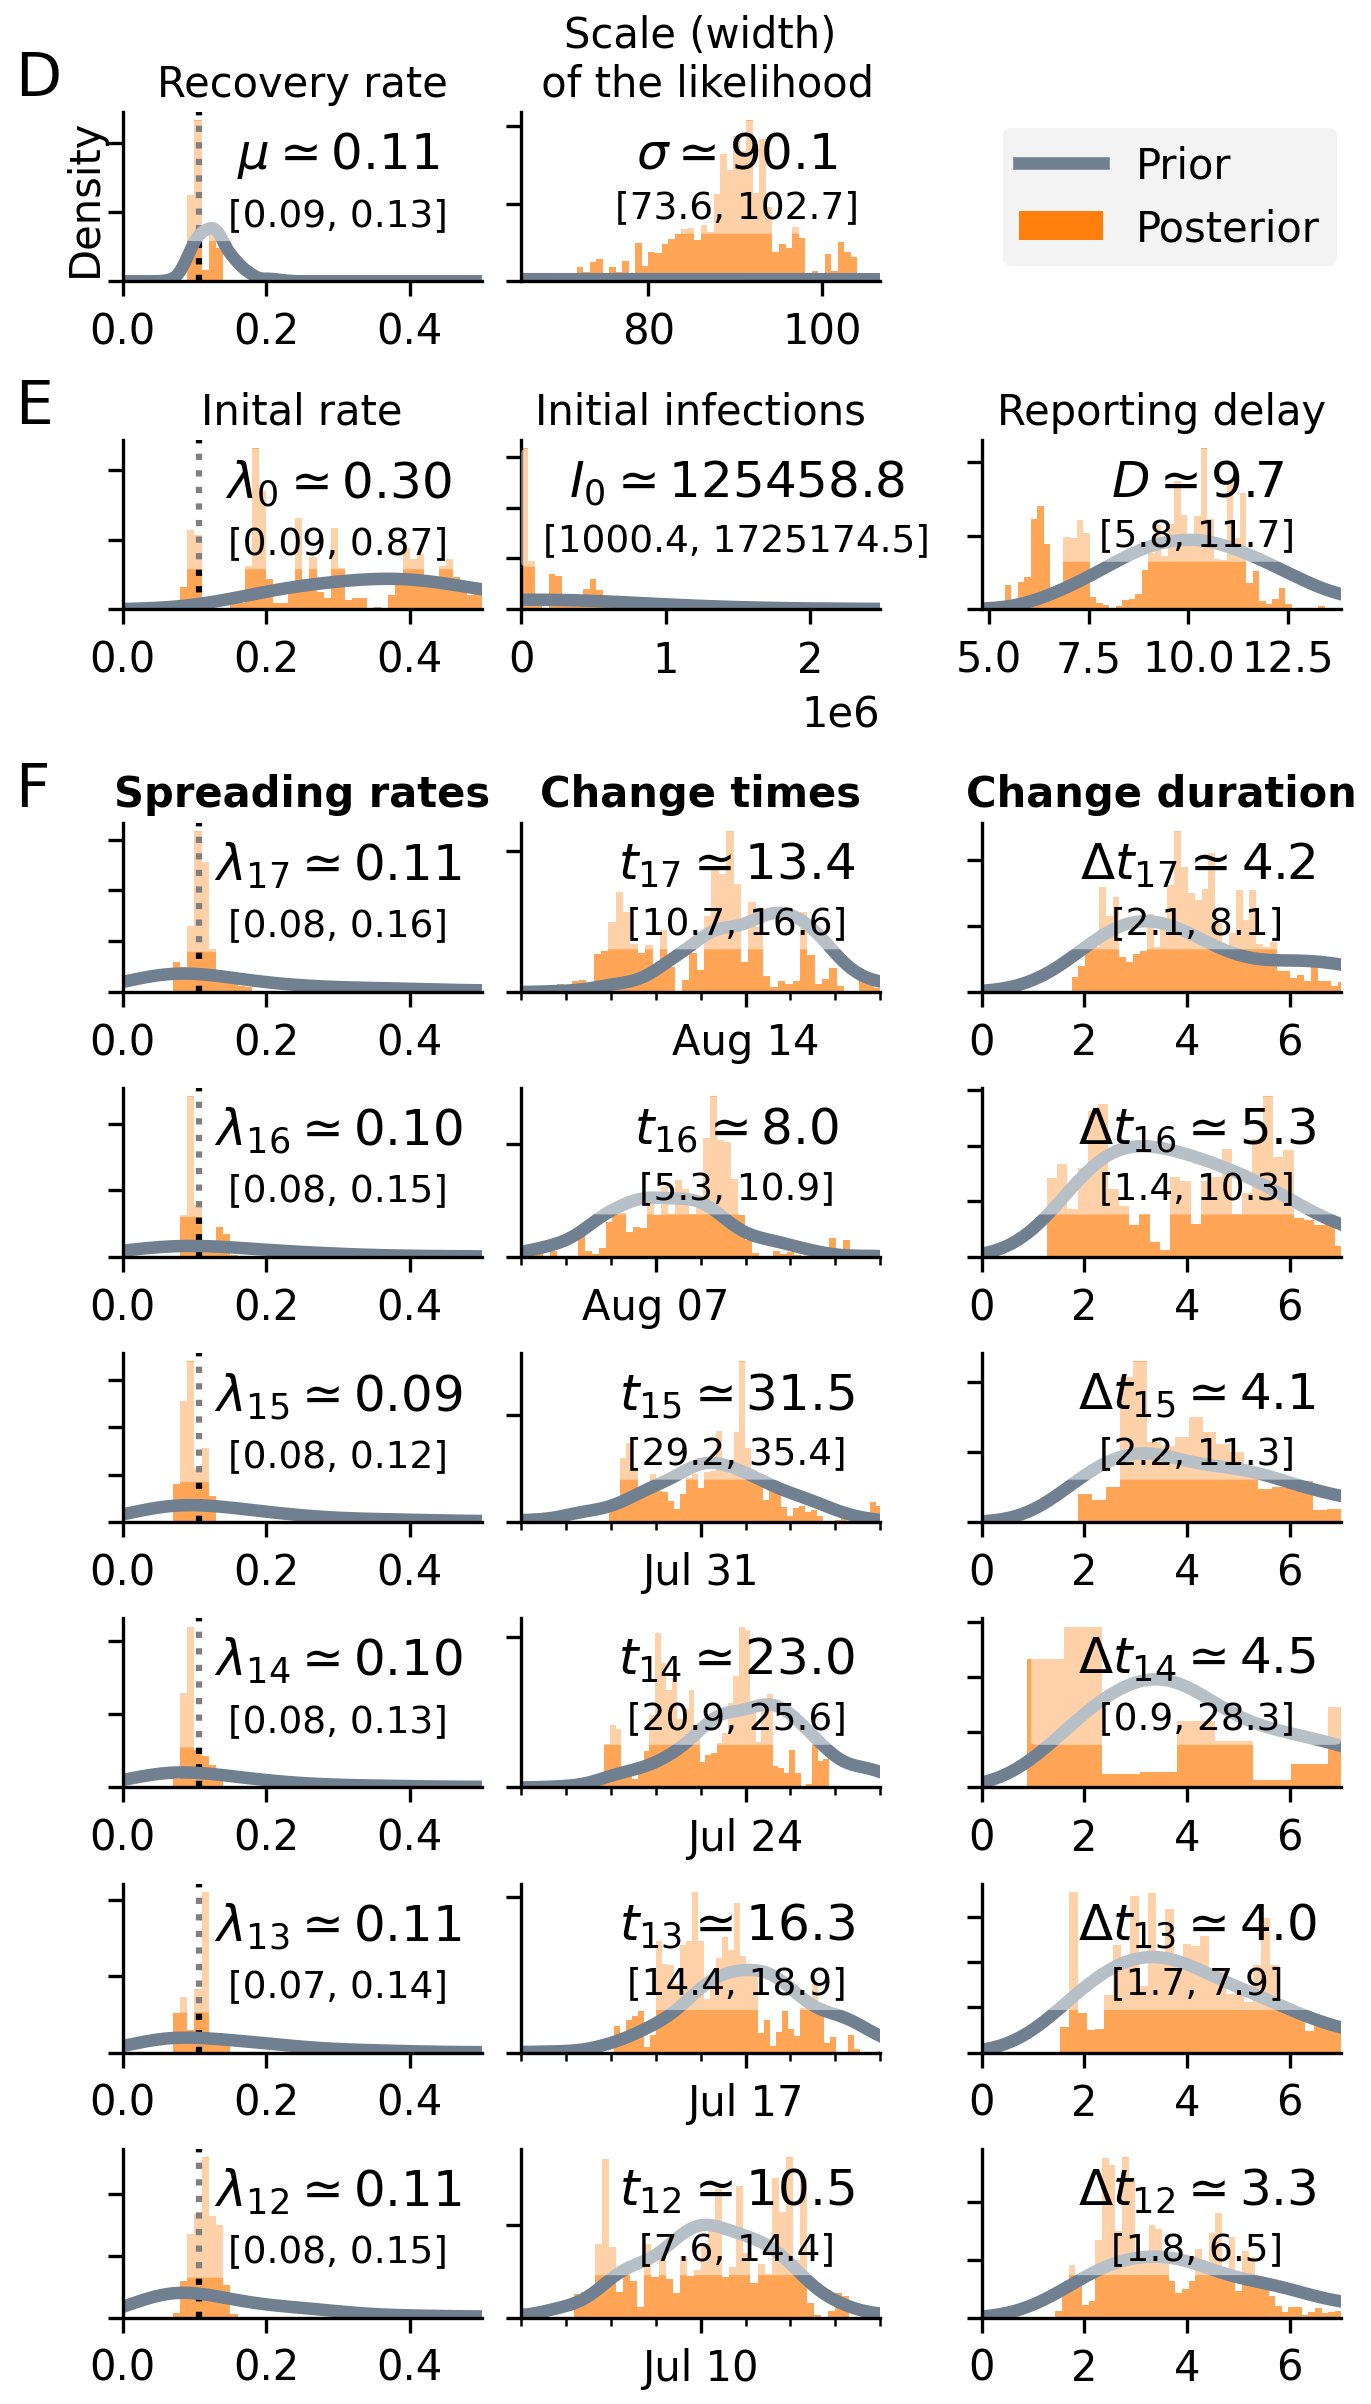 D
Recovery rate
Scale (width)
of the likelihood
Density
μ ≃ 0.11
[0.09, 0.13]
0.0 0.2 0.4
σ ≃ 90.1
[73.6, 102.7]
80 100
Prior
Posterior
E
Inital rate
λ0 ≃ 0.30
[0.09, 0.87]
0.0 0.2 0.4
Initial infections
I0 ≃ 125458.8
[1000.4, 1725174.5]
0 1 2
1e6
Reporting delay
D ≃ 9.7
[5.8, 11.7]
5.0 7.5 10.0 12.5
F
Spreading rates
Change times
Change duration
λ17 ≃ 0.11
[0.08, 0.16]
0.0 0.2 0.4
t17 ≃ 13.4
[10.7, 16.6]
Aug 14
Δt17 ≃ 4.2
[2.1, 8.1]
0 2 4 6
λ16 ≃ 0.10
[0.08, 0.15]
0.0 0.2 0.4
t16 ≃ 8.0
[5.3, 10.9]
Aug 07
Δt16 ≃ 5.3
[1.4, 10.3]
0 2 4 6
λ15 ≃ 0.09
[0.08, 0.12]
0.0 0.2 0.4
t15 ≃ 31.5
[29.2, 35.4]
Jul 31
Δt15 ≃ 4.1
[2.2, 11.3]
0 2 4 6
λ14 ≃ 0.10
[0.08, 0.13]
0.0 0.2 0.4
t14 ≃ 23.0
[20.9, 25.6]
Jul 24
Δt14 ≃ 4.5
[0.9, 28.3]
0 2 4 6
λ13 ≃ 0.11
[0.07, 0.14]
0.0 0.2 0.4
t13 ≃ 16.3
[14.4, 18.9]
Jul 17
Δt13 ≃ 4.0
[1.7, 7.9]
0 2 4 6
λ12 ≃ 0.11
[0.08, 0.15]
0.0 0.2 0.4
t12 ≃ 10.5
[7.6, 14.4]
Jul 10
Δt12 ≃ 3.3
[1.8, 6.5]
0 2 4 6